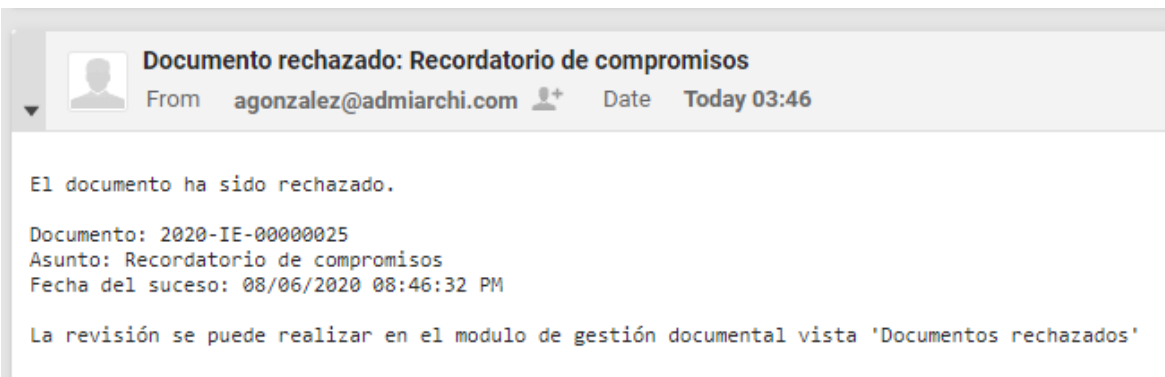 Documento rechazado: Recordatorio de compromisos
From agonzalez@admiarchi.com Date Today 03:46
El documento ha sido rechazado.
Documento: 2020-IE-00000025
Asunto: Recordatorio de compromisos
Fecha del suceso: 08/06/2020 08:46:32 PM
La revisión se puede realizar en el modulo de gestión documental vista 'Documentos rechazados'